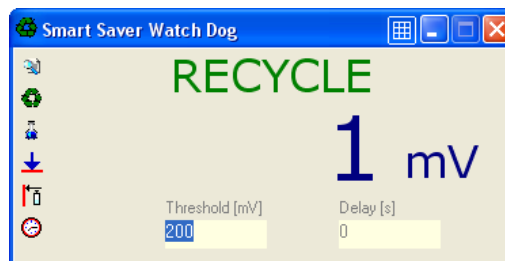 Smart Saver Watch Dog
RECYCLE
1 mV
Threshold [mV] Delay [s]
200 0